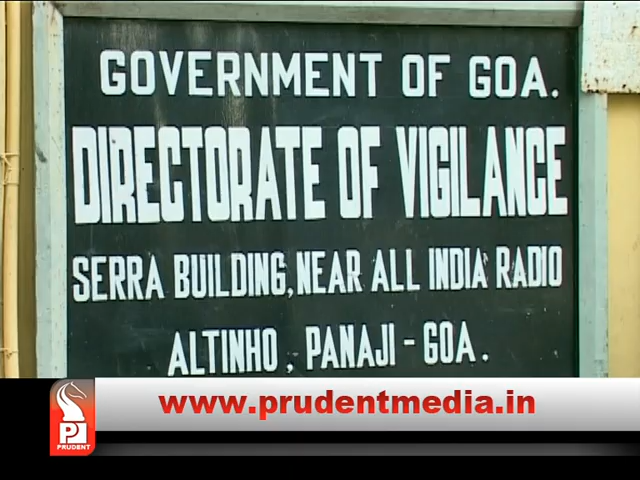 GOVERNMENT OF GOA.
DIRECTORATE OF VIGILANCE
SERRA BUILDING, NEAR ALL INDIA RADIO
ALTINHO, PANAJI - GOA.
www.prudentmedia.in
P
PRUDENT